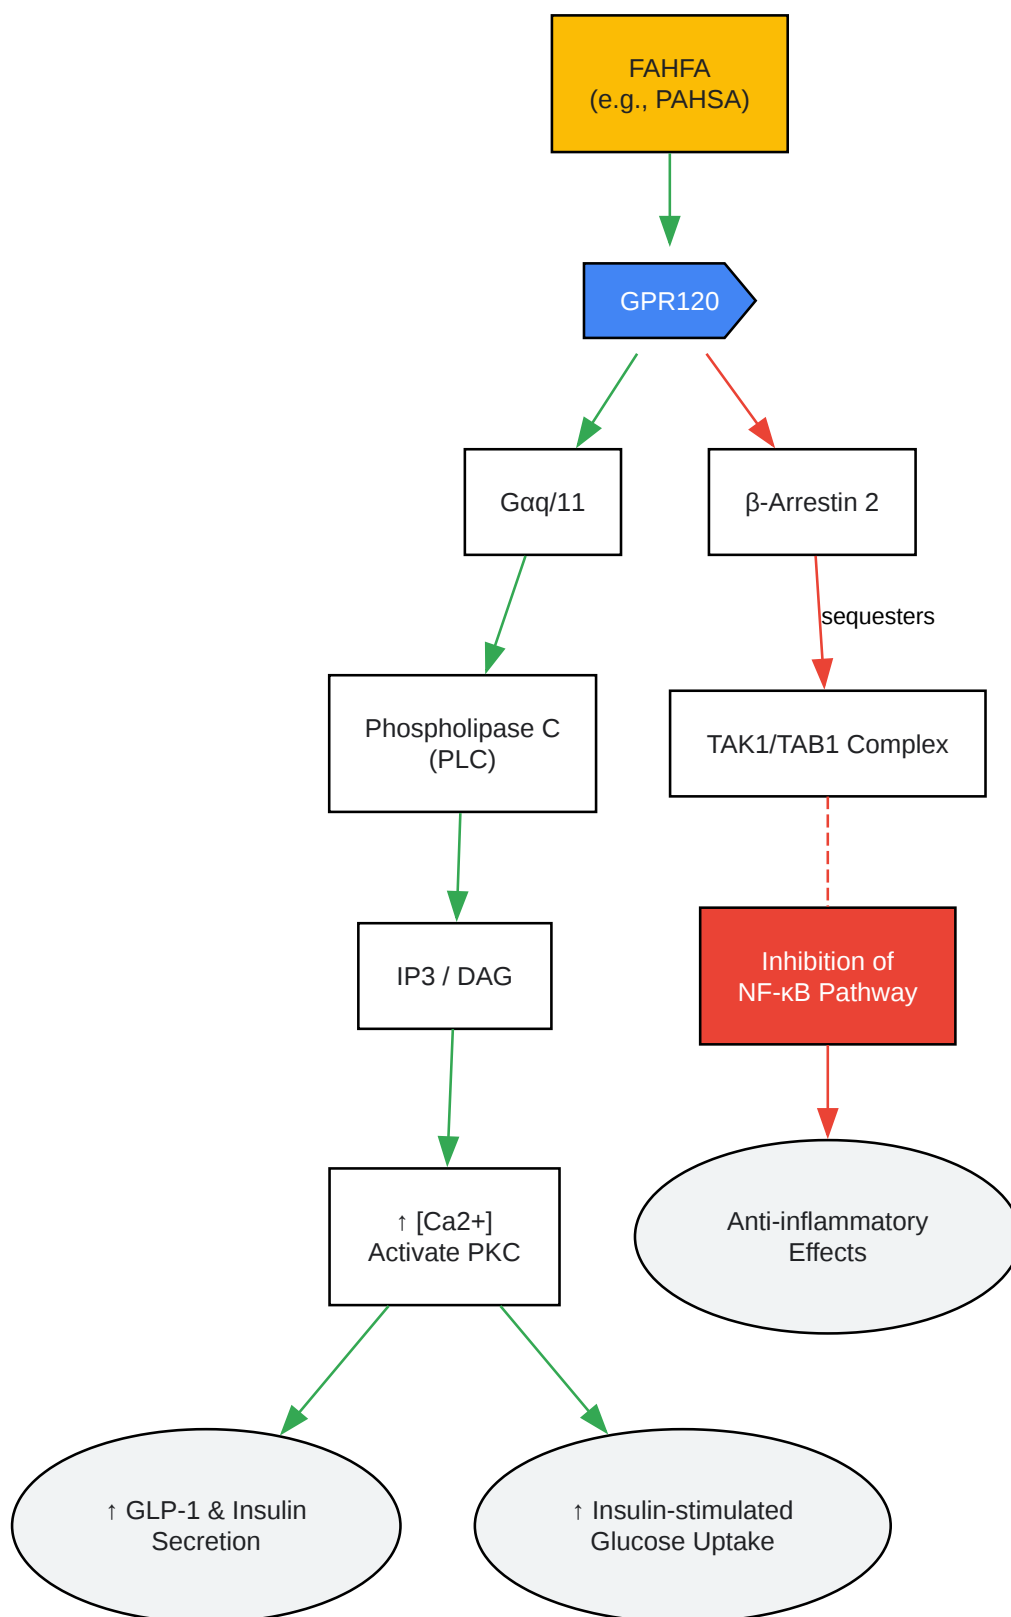 FAHFA
(e.g., PAHSA)
GPR120
Gαq/11
β-Arrestin 2
sequesters
Phospholipase C
(PLC)
TAK1/TAB1 Complex
IP3 / DAG
Inhibition of
NF-κB Pathway
↑ [Ca2+]
Activate PKC
Anti-inflammatory
Effects
↑ GLP-1 & Insulin
Secretion
↑ Insulin-stimulated
Glucose Uptake